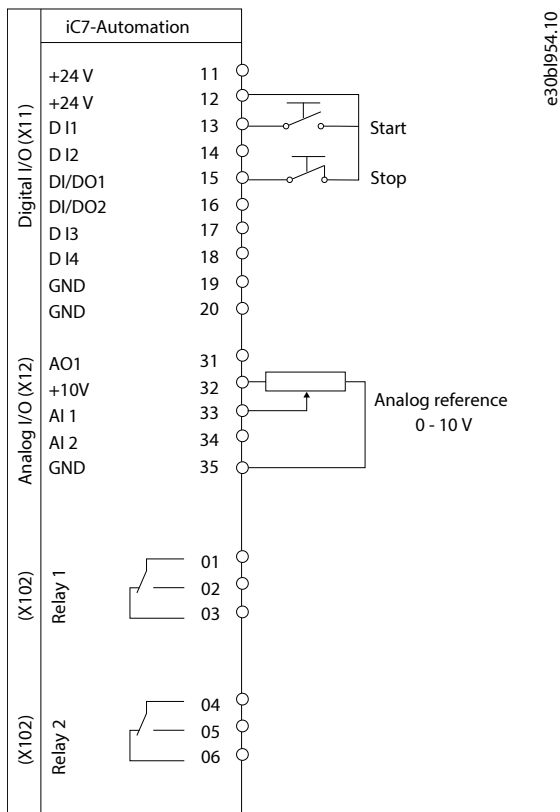 iC7-Automation
e30bl954.10
Digital I/O (X11)
+24 V 11
+24 V 12
D I1 13
Start
D I2 14
DI/DO1 15
Stop
DI/DO2 16
D I3 17
D I4 18
GND 19
GND 20
Analog I/O (X12)
AO1 31
+10V 32
AI 1 33
Analog reference
0 - 10 V
AI 2 34
GND 35
(X102)
Relay 1
01
02
03
(X102)
Relay 2
04
05
06